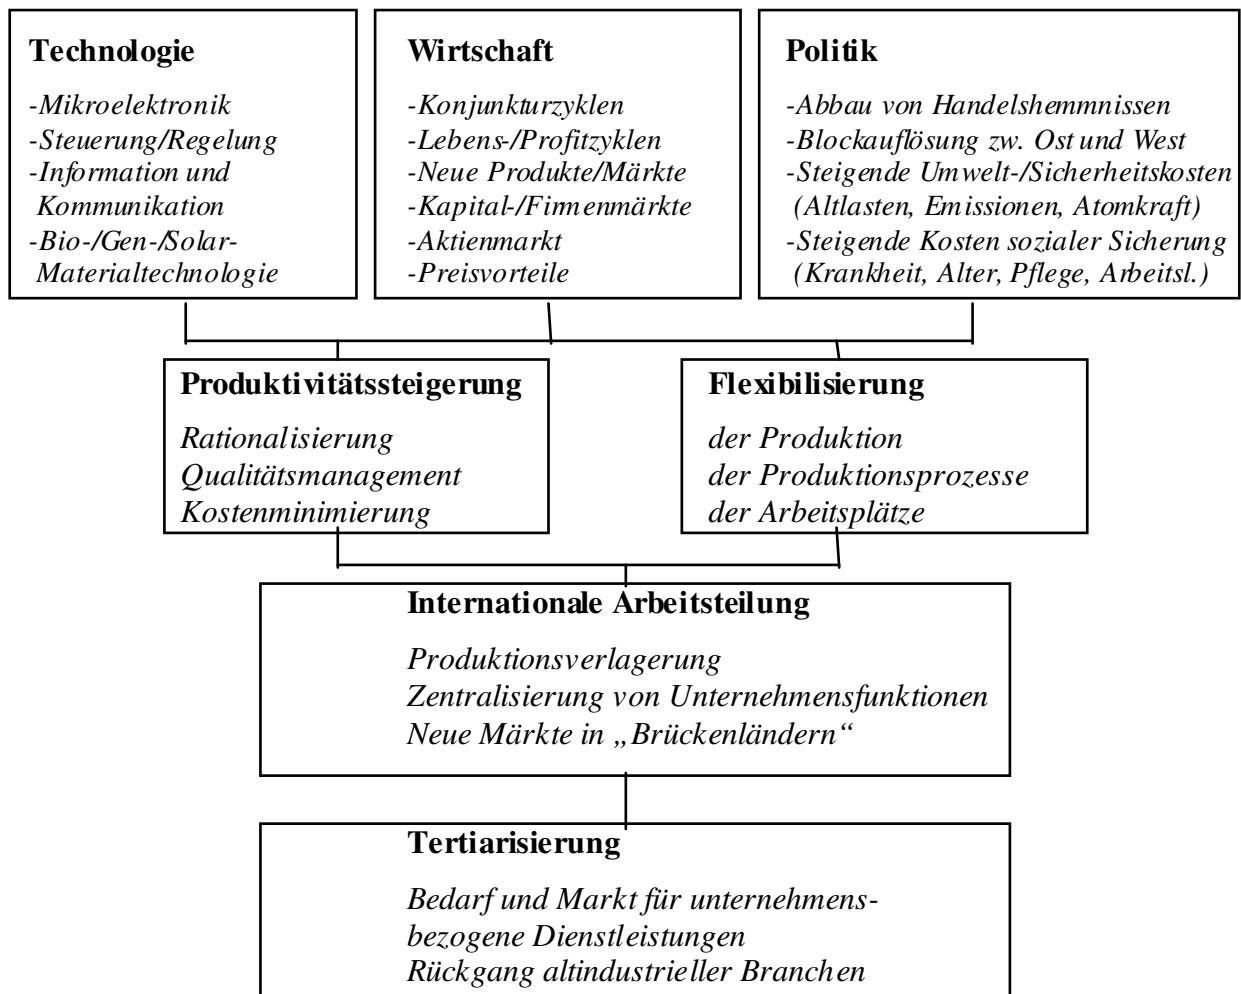 Technologie
-Mikroelektronik
-Steuerung/Regelung
-Information und
Kommunikation
-Bio-/Gen-/Solar-
Materialtechnologie
Wirtschaft
-Konjunkturzyklen
-Lebens-/Profitzyklen
-Neue Produkte/Märkte
-Kapital-/Firmenmärkte
-Aktienmarkt
-Preisvorteile
Politik
-Abbau von Handelshemmnissen
-Blockauflösung zw. Ost und West
-Steigende Umwelt-/Sicherheitskosten
(Altlasten, Emissionen, Atomkraft)
-Steigende Kosten sozialer Sicherung
(Krankheit, Alter, Pflege, Arbeitsl.)
Produktivitätssteigerung
Rationalisierung
Qualitätsmanagement
Kostenminimierung
Flexibilisierung
der Produktion
der Produktionsprozesse
der Arbeitsplätze
Internationale Arbeitsteilung
Produktionsverlagerung
Zentralisierung von Unternehmensfunktionen
Neue Märkte in „Brückenländern“
Tertiarisierung
Bedarf und Markt für unternehmens-
bezogene Dienstleistungen
Rückgang altindustrieller Branchen